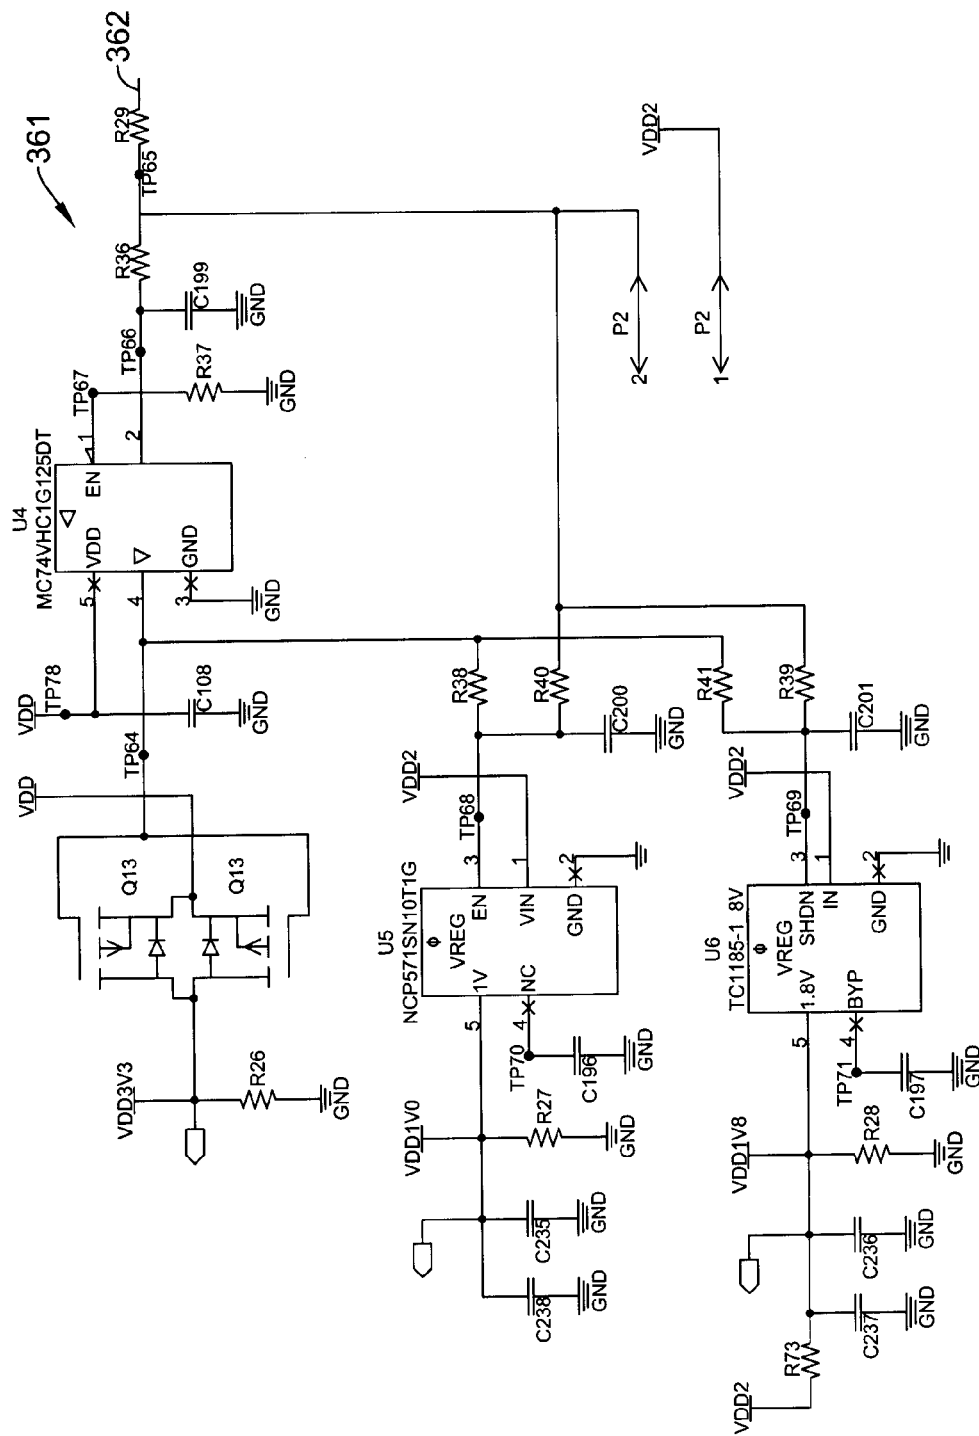 361
362
R29
TP65
R36
C199
GND
TP66
TP67
R37
GND
1
2
U4
MC74VHC1G125DT
EN
VDD
GND
5
4
3
GND
VDD
TP78
C108
GND
TP64
VDD
Q13
Q13
VDD3V3
R26
GND
VDD2
P2
2
P2
1
R38
R40
C200
GND
VDD2
TP68
3
1
2
U5
NCP571SN10T1G
Φ
VREG
EN
VIN
GND
1V
NC
5
4
TP70
C196
GND
VDD1V0
R27
GND
C235
GND
C238
GND
R41
R39
C201
GND
VDD2
TP69
3
1
2
U6
TC1185-1 8V
Φ
VREG
SHDN
IN
GND
1.8V
BYP
5
4
TP71
C197
GND
VDD1V8
R28
GND
C236
GND
C237
GND
R73
VDD2